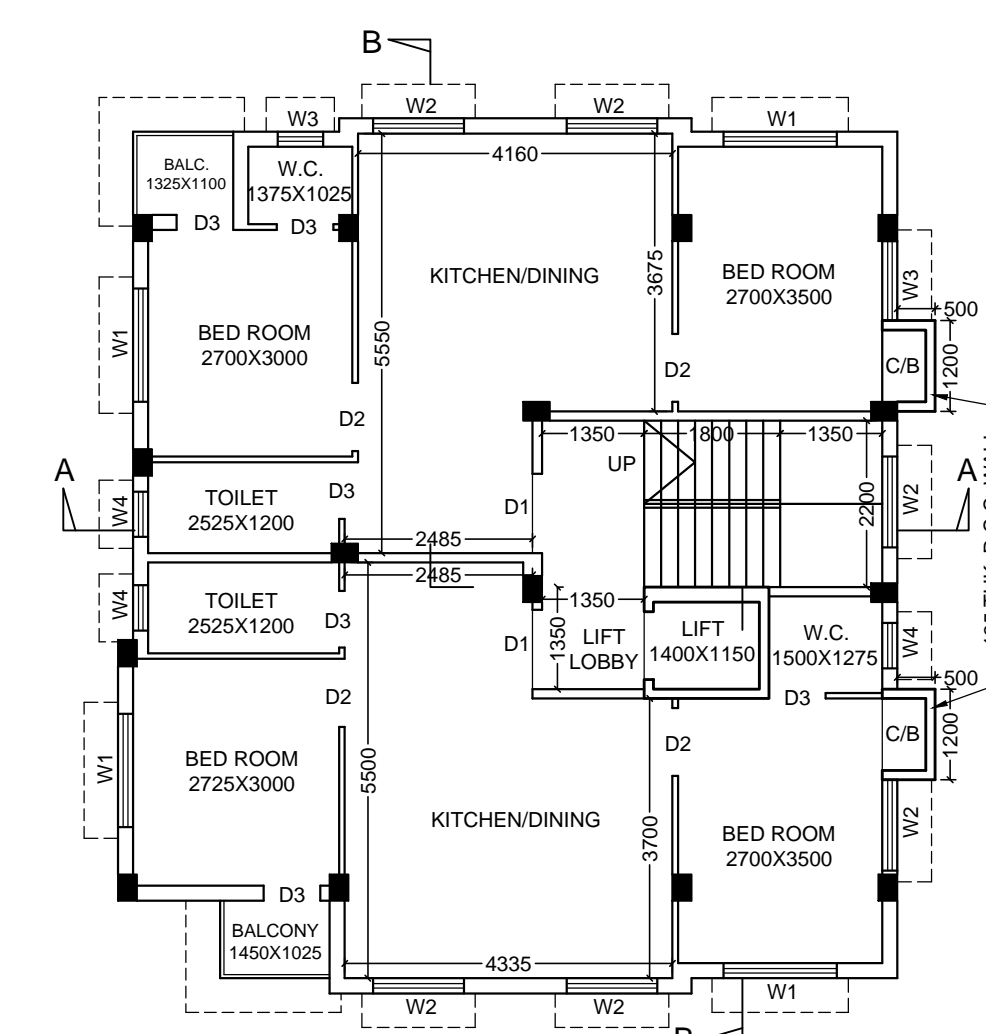 B
W2
W2
W1
W3
BALC.
1325X1100
W.C.
1375X1025
4160
D3
D3
KITCHEN/DINING
3675
BED ROOM
2700X3500
W3
500
W1
BED ROOM
2700X3000
5550
C/B
1200
D2
D2
1350
1800
1350
UP
A
A
W4
TOILET
2525X1200
D3
D1
2200
W2
2485
2485
W4
TOILET
2525X1200
D3
1350
D1
1350
LIFT
LOBBY
LIFT
1400X1150
W.C.
1500X1275
W4
500
D2
D3
D2
C/B
1200
W1
BED ROOM
2725X3000
5500
KITCHEN/DINING
3700
BED ROOM
2700X3500
W2
D3
BALCONY
1450X1025
4335
W2
W2
W1